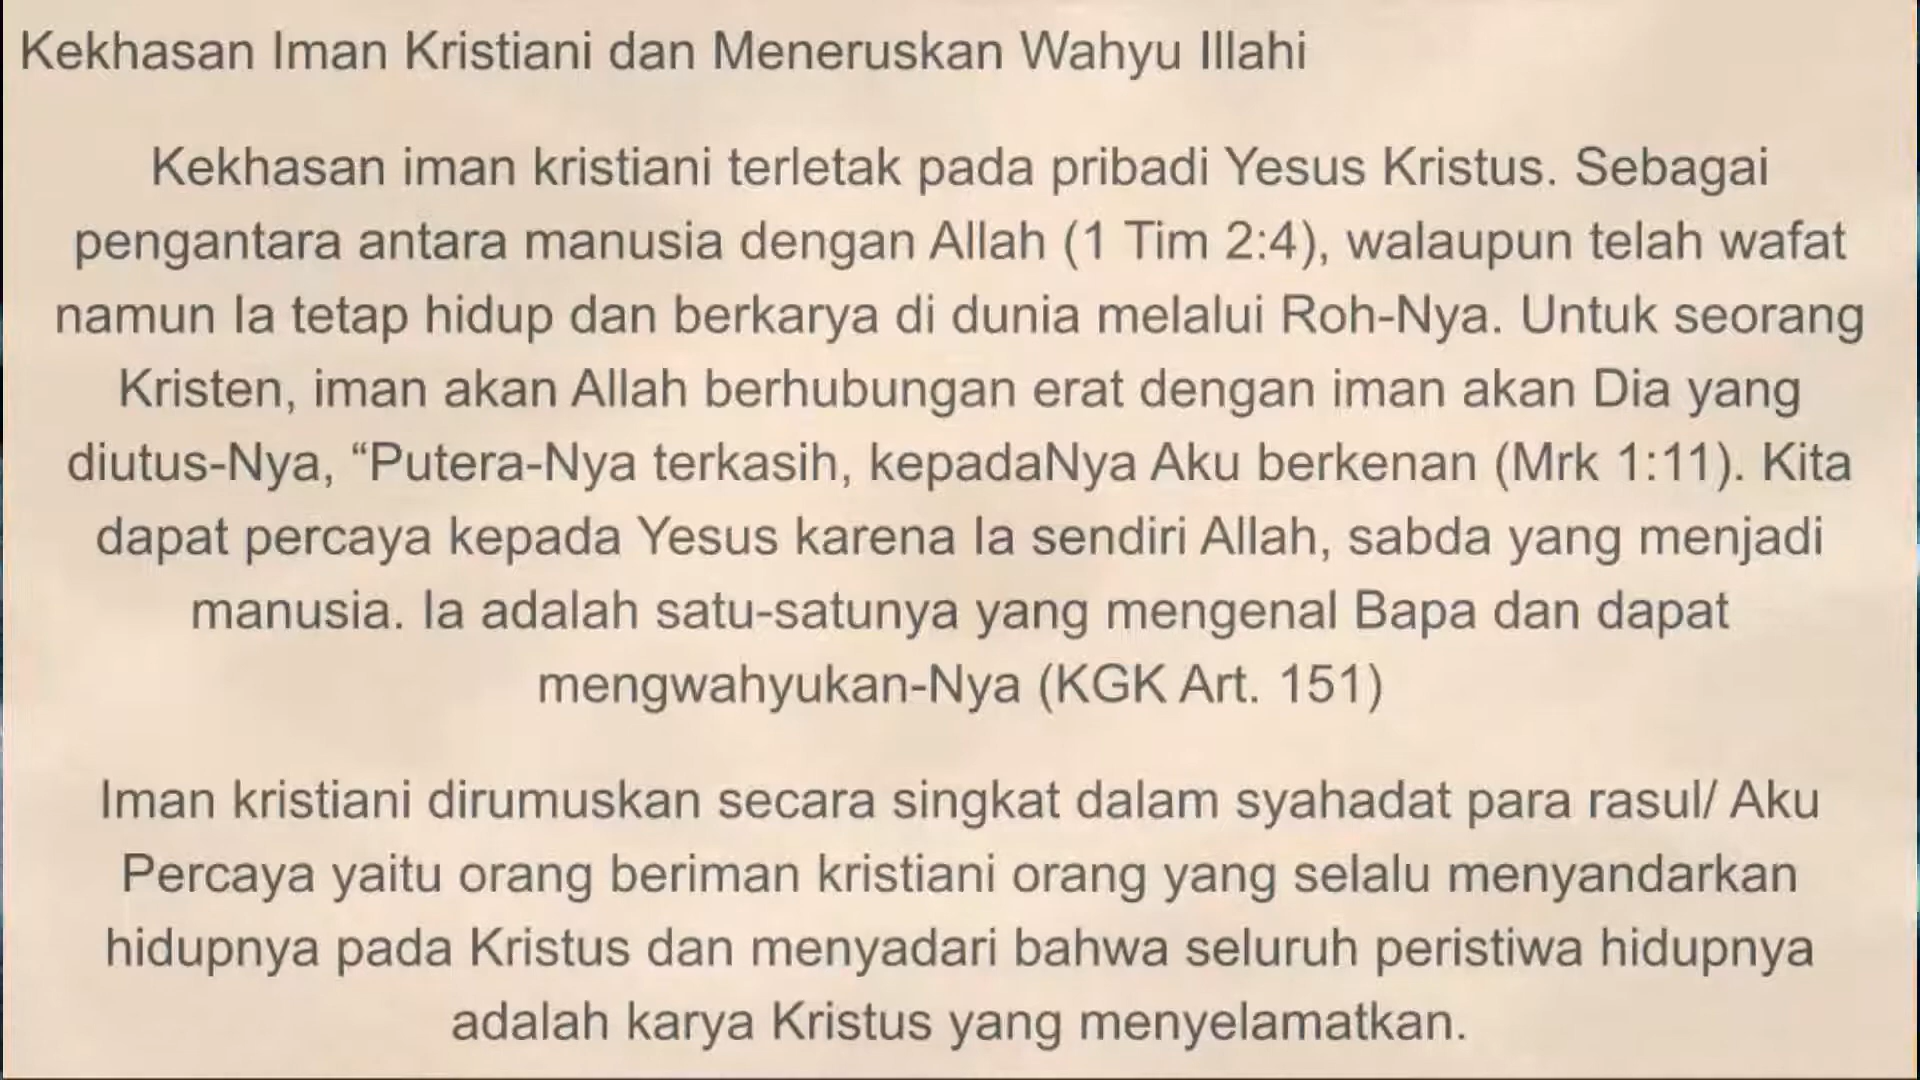 Kekhasan Iman Kristiani dan Meneruskan Wahyu Illahi
Kekhasan iman kristiani terletak pada pribadi Yesus Kristus. Sebagai
pengantara antara manusia dengan Allah (1 Tim 2:4), walaupun telah wafat
namun Ia tetap hidup dan berkarya di dunia melalui Roh-Nya. Untuk seorang
Kristen, iman akan Allah berhubungan erat dengan iman akan Dia yang
diutus-Nya, “Putera-Nya terkasih, kepadaNya Aku berkenan (Mrk 1:11). Kita
dapat percaya kepada Yesus karena Ia sendiri Allah, sabda yang menjadi
manusia. Ia adalah satu-satunya yang mengenal Bapa dan dapat
mengwahyukan-Nya (KGK Art. 151)
Iman kristiani dirumuskan secara singkat dalam syahadat para rasul/ Aku
Percaya yaitu orang beriman kristiani orang yang selalu menyandarkan
hidupnya pada Kristus dan menyadari bahwa seluruh peristiwa hidupnya
adalah karya Kristus yang menyelamatkan.